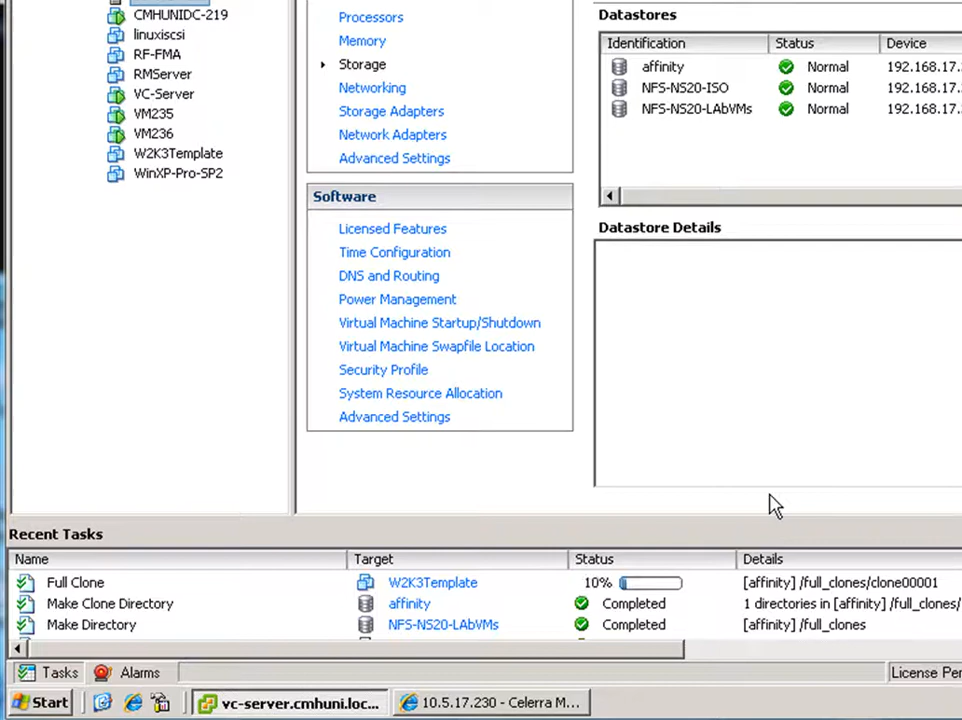 CMHUNIDC-219
linuxiscsi
RF-FMA
RMServer
VC-Server
VM235
VM236
W2K3Template
WinXP-Pro-SP2
Processors
Memory
Storage
Networking
Storage Adapters
Network Adapters
Advanced Settings
Software
Licensed Features
Time Configuration
DNS and Routing
Power Management
Virtual Machine Startup/Shutdown
Virtual Machine Swapfile Location
Security Profile
System Resource Allocation
Advanced Settings
Datastores
Identification Status Device
affinity Normal 192.168.17.
NFS-NS20-ISO Normal 192.168.17.
NFS-NS20-LAbVMs Normal 192.168.17.
Datastore Details
Recent Tasks
Name Target Status Details
Full Clone W2K3Template 10% [affinity] /full_clones/clone00001
Make Clone Directory affinity Completed 1 directories in [affinity] /full_clones/
Make Directory NFS-NS20-LAbVMs Completed [affinity] /full_clones
Tasks Alarms License Per
Start vc-server.cmhuni.loc... 10.5.17.230 - Celerra M...